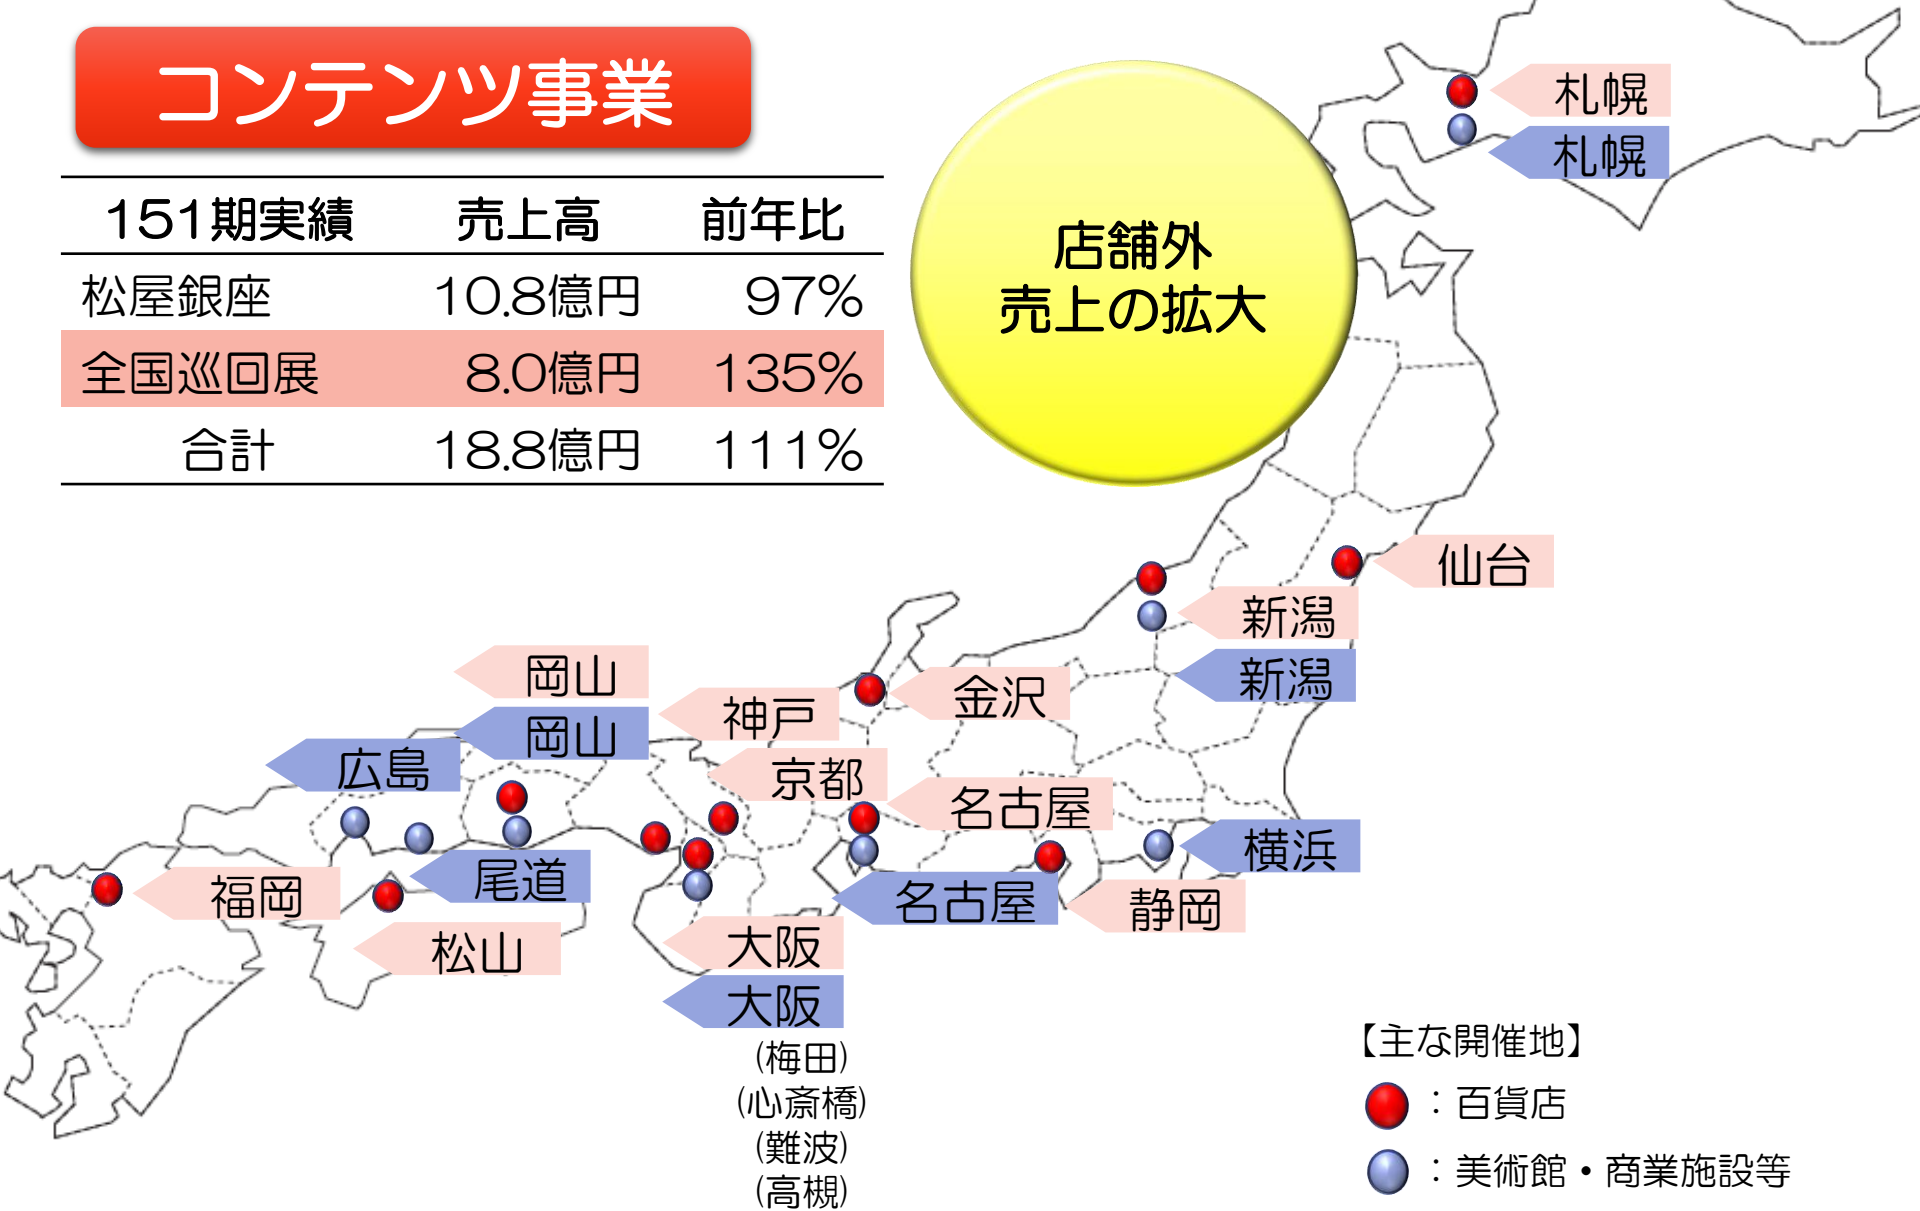 コンテンツ事業
151期実績 売上高 前年比
松屋銀座 10.8億円 97%
全国巡回展 8.0億円 135%
合計 18.8億円 111%
店舗外
売上の拡大
札幌
札幌
仙台
新潟
新潟
金沢
岡山
岡山
神戸
広島
京都
名古屋
横浜
尾道
名古屋
静岡
福岡
松山
大阪
大阪
(梅田)
(心斎橋)
(難波)
(高槻)
【主な開催地】
：百貨店
：美術館・商業施設等